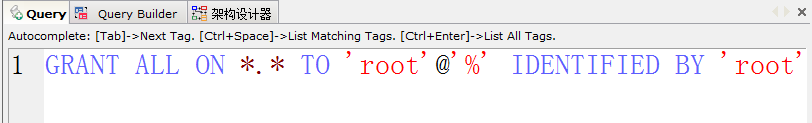 Query Query Builder 架构设计器
Autocomplete: [Tab]->Next Tag. [Ctrl+Space]->List Matching Tags. [Ctrl+Enter]->List All Tags.
1 GRANT ALL ON *.* TO 'root'@'%' IDENTIFIED BY 'root'